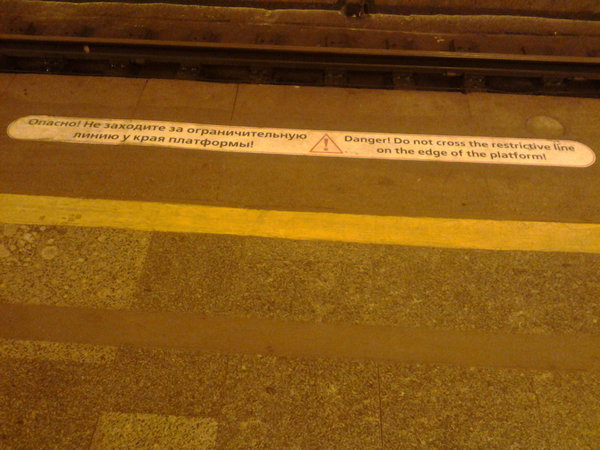 Опасно! Не заходите за ограничительную
линию у края платформы!
Danger! Do not cross the restrictive line
on the edge of the platform!